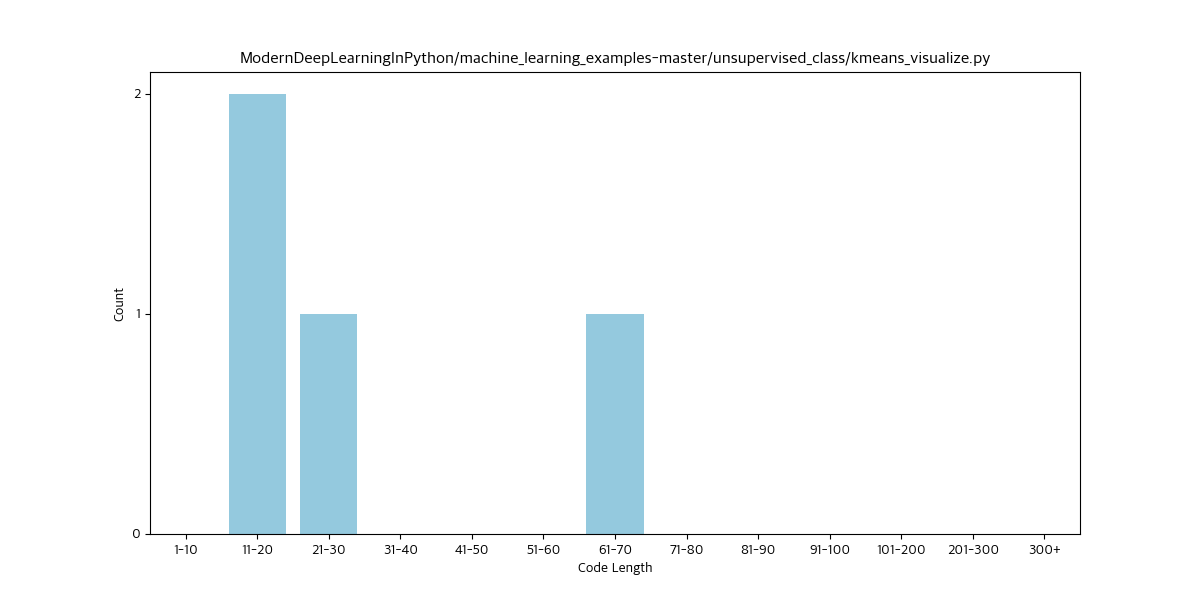 ModernDeepLearningInPython/machine_learning_examples-master/unsupervised_class/kmeans_visualize.py
2
1
0
Count
1-10 11-20 21-30 31-40 41-50 51-60 61-70 71-80 81-90 91-100 101-200 201-300 300+
Code Length